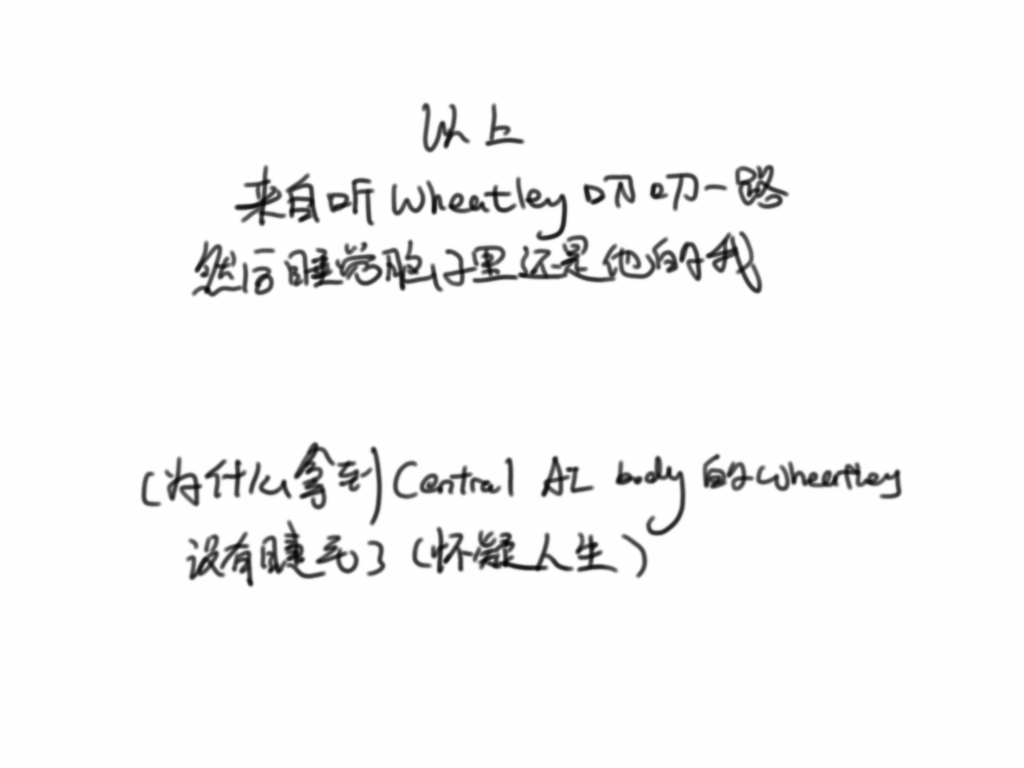 以上
来自听Wheatley叨叨一路
然后睡觉脑子里还是他的我
(为什么拿到Central AI body的Wheatley
没有睫毛了(怀疑人生)